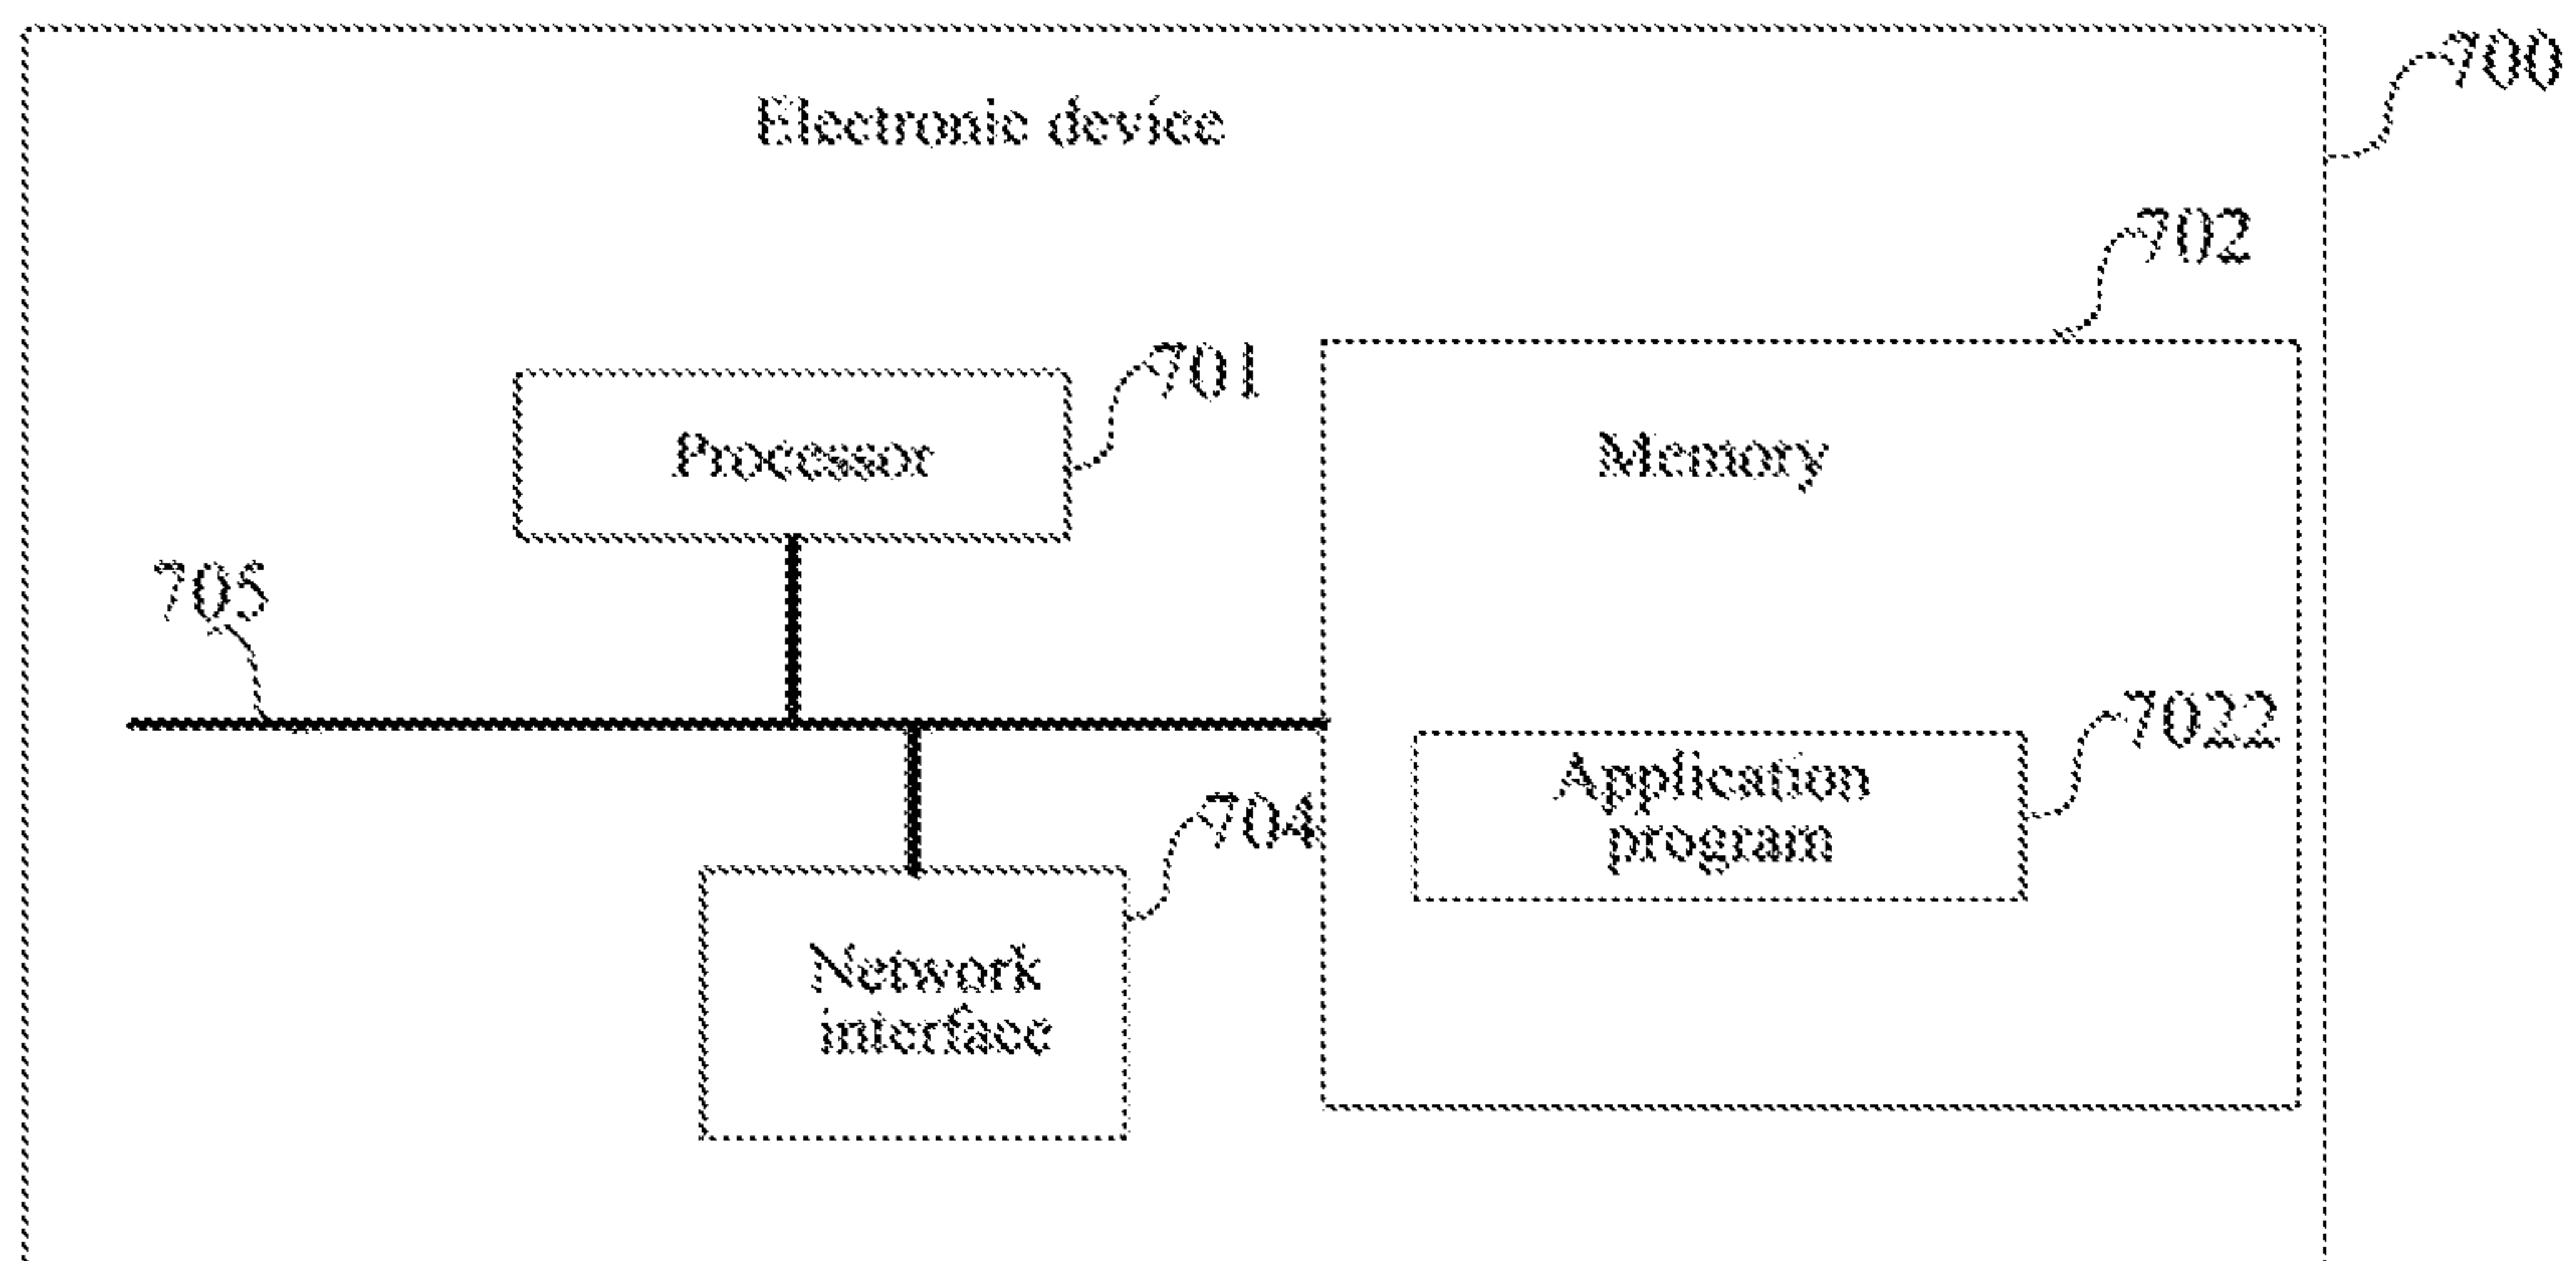 700
Electronic device
702
701
Processor
Memory
705
7022
Application
program
704
Network
interface